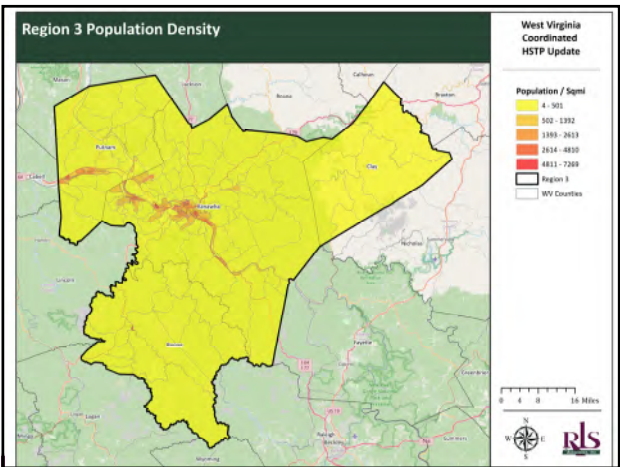 Region 3 Population Density
West Virginia
Coordinated
HSTP Update
Population / Sqmi
4 - 501
502 - 1392
1393 - 2613
2614 - 4810
4811 - 7269
Region 3
WV Counties
Mason
Jackson
Roane
Calhoun
Braxton
Putnam
Clay
Cabell
Kanawha
Nicholas
Lincoln
Boone
Fayette
Logan
Greenbrier
Raleigh
Beckley
Wyoming
0 4 8 16 Miles
N
W E
S
RLS